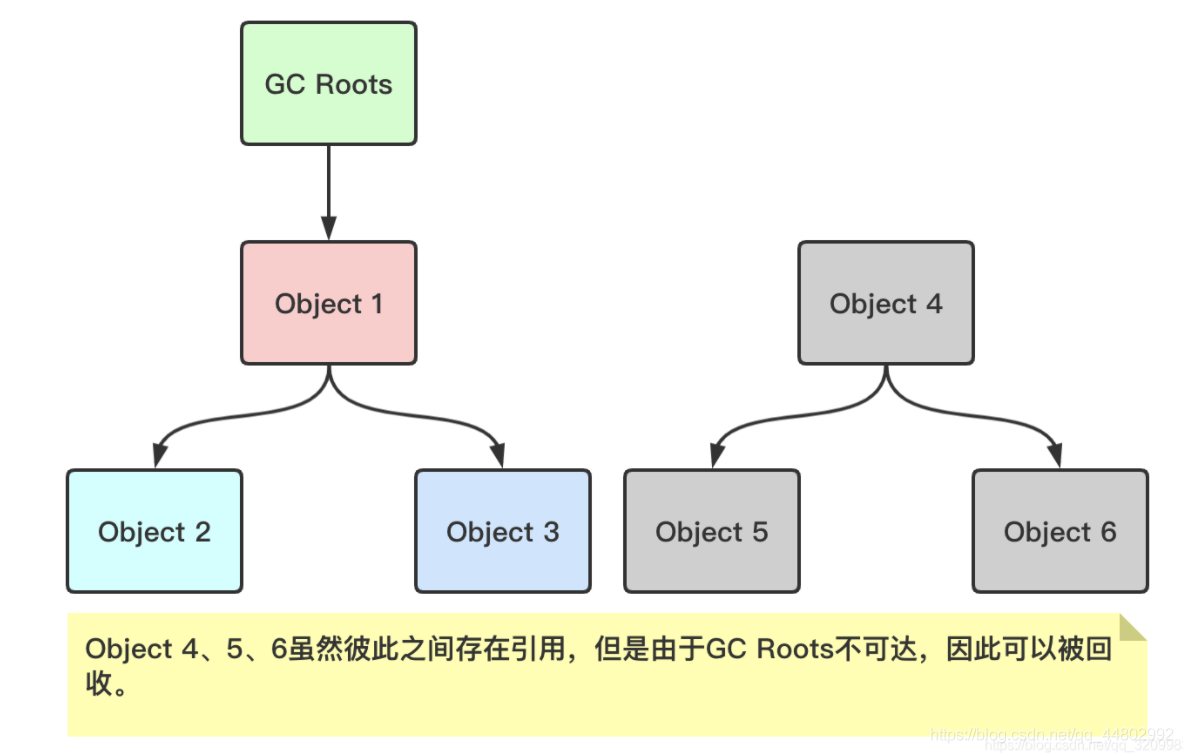 GC Roots
Object 1
Object 4
Object 2
Object 3
Object 5
Object 6
Object 4、5、6虽然彼此之间存在引用，但是由于GC Roots不可达，因此可以被回
收。
https://blog.csdn.net/qq_44802992
https://blog.csdn.net/qq_320998